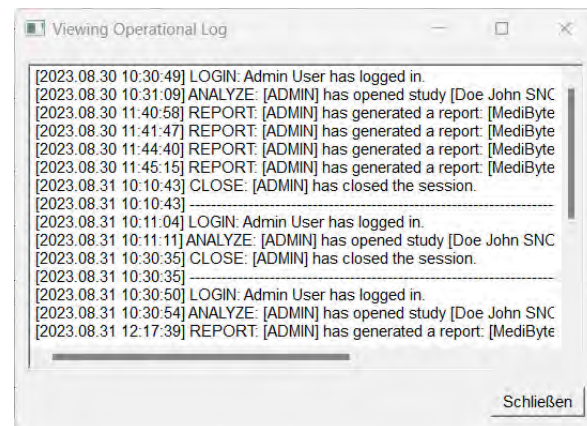 Viewing Operational Log
[2023.08.30 10:30:49] LOGIN: Admin User has logged in.
[2023.08.30 10:31:09] ANALYZE: [ADMIN] has opened study [Doe John SNO
[2023.08.30 11:40:58] REPORT: [ADMIN] has generated a report: [MediByte
[2023.08.30 11:41:47] REPORT: [ADMIN] has generated a report: [MediByte
[2023.08.30 11:44:40] REPORT: [ADMIN] has generated a report: [MediByte
[2023.08.30 11:45:15] REPORT: [ADMIN] has generated a report: [MediByte
[2023.08.31 10:10:43] CLOSE: [ADMIN] has closed the session.
[2023.08.31 10:10:43] ----------------------------------------------------------------
[2023.08.31 10:11:04] LOGIN: Admin User has logged in.
[2023.08.31 10:11:11] ANALYZE: [ADMIN] has opened study [Doe John SNO
[2023.08.31 10:30:35] CLOSE: [ADMIN] has closed the session.
[2023.08.31 10:30:35] ----------------------------------------------------------------
[2023.08.31 10:30:50] LOGIN: Admin User has logged in.
[2023.08.31 10:30:54] ANALYZE: [ADMIN] has opened study [Doe John SNO
[2023.08.31 12:17:39] REPORT: [ADMIN] has generated a report: [MediByte
Schließen